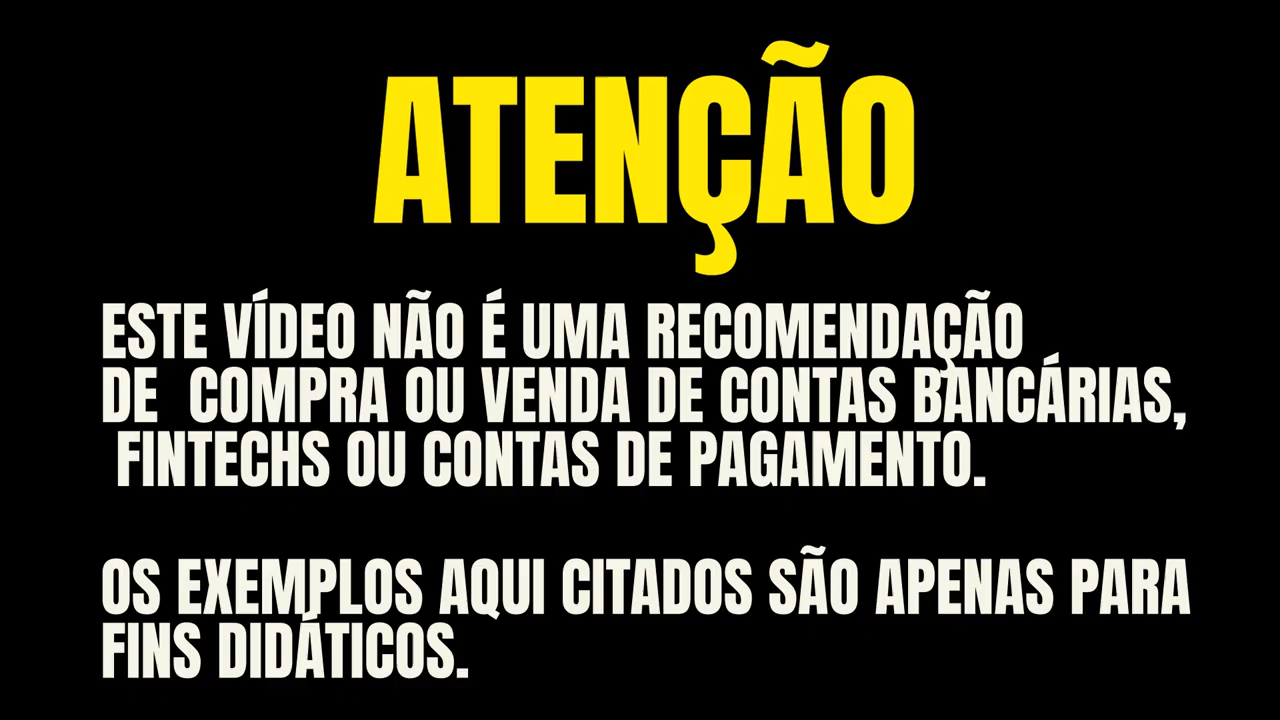 ATENÇÃO
ESTE VÍDEO NÃO É UMA RECOMENDAÇÃO
DE COMPRA OU VENDA DE CONTAS BANCÁRIAS,
FINTECHS OU CONTAS DE PAGAMENTO.
OS EXEMPLOS AQUI CITADOS SÃO APENAS PARA
FINS DIDÁTICOS.